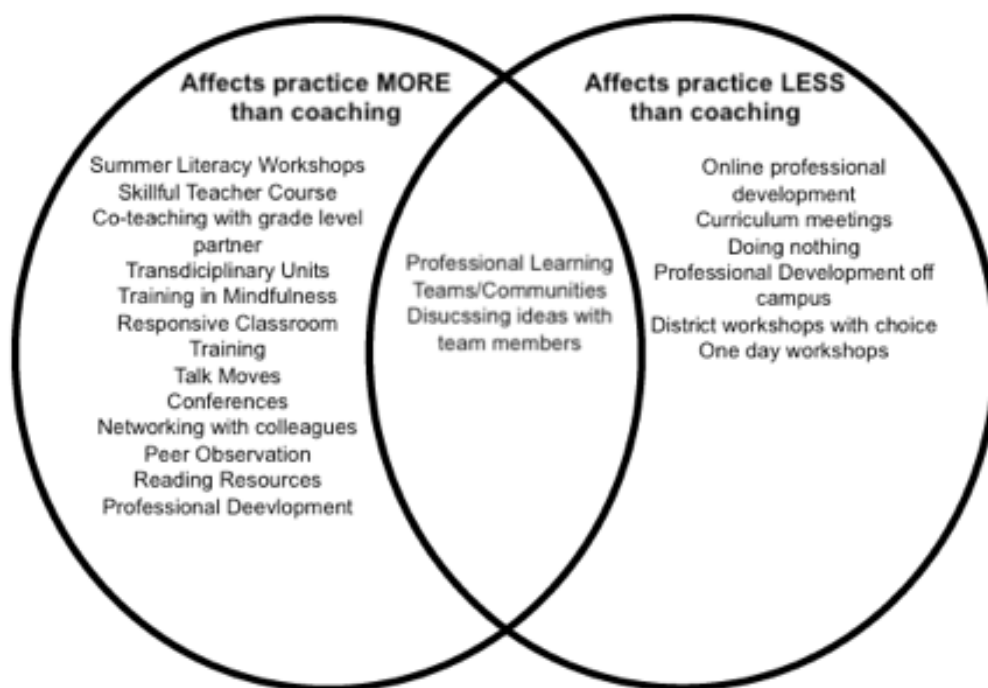 Affects practice MORE
than coaching
Summer Literacy Workshops
Skillful Teacher Course
Co-teaching with grade level
partner
Transdiciplinary Units
Training in Mindfulness
Responsive Classroom
Training
Talk Moves
Conferences
Networking with colleagues
Peer Observation
Reading Resources
Professional Deevlopment
Professional Learning
Teams/Communities
Disucssing ideas with
team members
Affects practice LESS
than coaching
Online professional
development
Curriculum meetings
Doing nothing
Professional Development off
campus
District workshops with choice
One day workshops